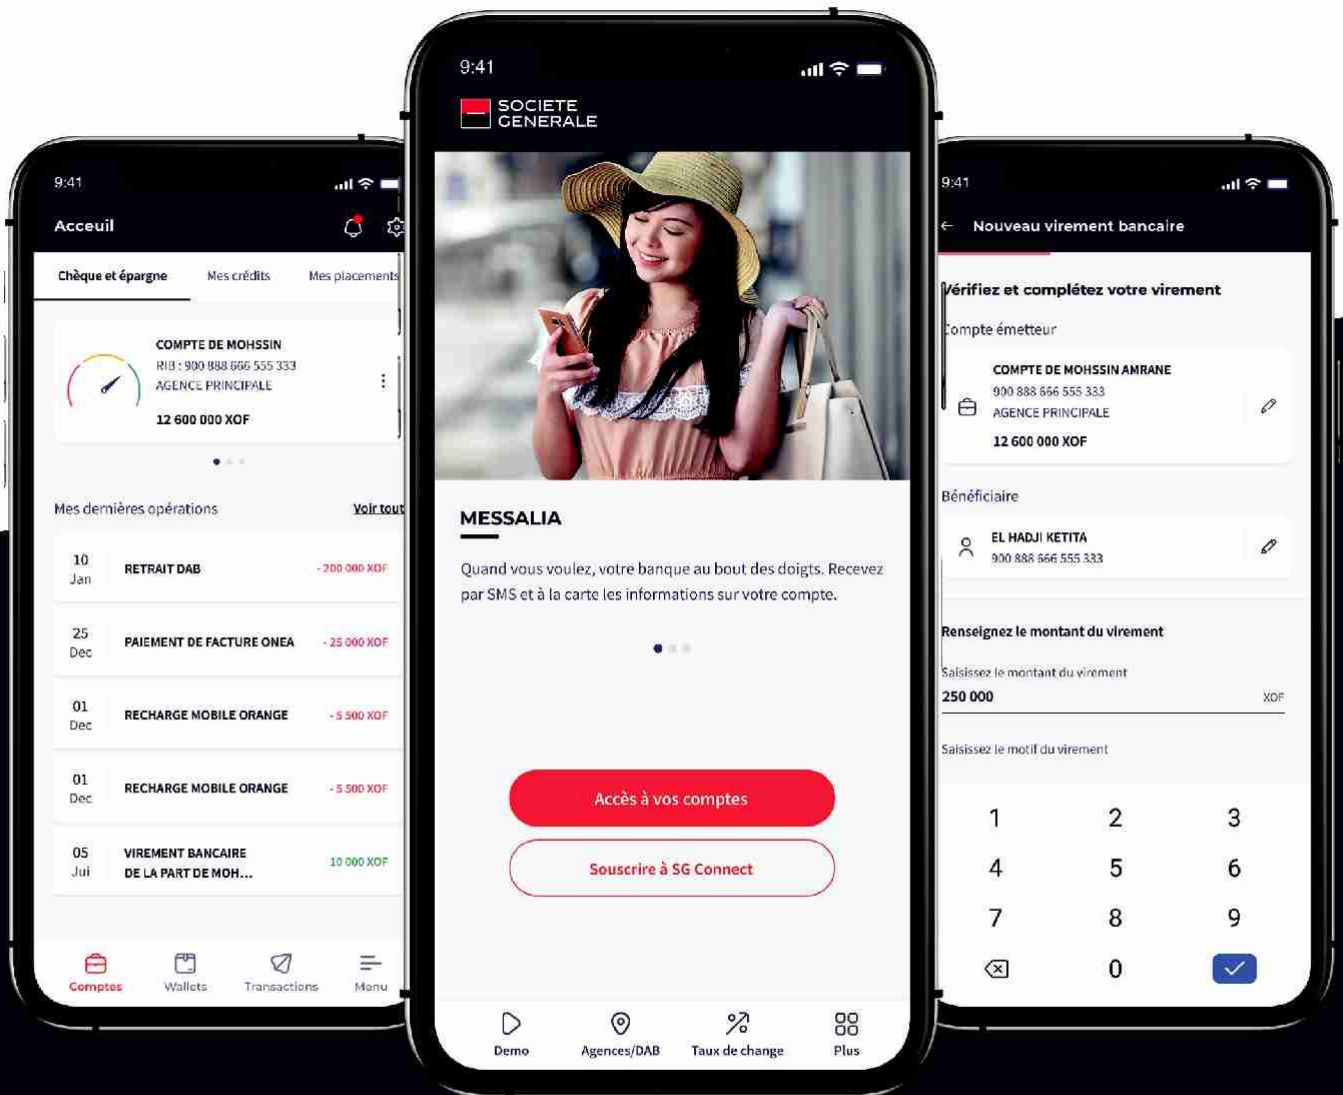 9:41
Acceuil
Chèque et épargne Mes crédits Mes placements
COMPTE DE MOHSSIN
RIB : 900 888 666 555 333
AGENCE PRINCIPALE
12 600 000 XOF
Mes dernières opérations Voir tout
10
Jan
RETRAIT DAB - 200 000 XOF
25
Dec
PAIEMENT DE FACTURE ONEA - 25 000 XOF
01
Dec
RECHARGE MOBILE ORANGE - 5 500 XOF
01
Dec
RECHARGE MOBILE ORANGE - 5 500 XOF
05
Jui
VIREMENT BANCAIRE
DE LA PART DE MOH...
10 000 XOF
Comptes Wallets Transactions Menu
9:41
SOCIETE
GENERALE
MESSALIA
Quand vous voulez, votre banque au bout des doigts. Recevez
par SMS et à la carte les informations sur votre compte.
Accès à vos comptes
Souscrire à SG Connect
Demo Agences/DAB Taux de change Plus
9:41
Nouveau virement bancaire
Vérifiez et complétez votre virement
Compte émetteur
COMPTE DE MOHSSIN AMRANE
900 888 666 555 333
AGENCE PRINCIPALE
12 600 000 XOF
Bénéficiaire
EL HADJI KETITA
900 888 666 555 333
Renseignez le montant du virement
Saisissez le montant du virement
250 000 XOF
Saisissez le motif du virement
1 2 3
4 5 6
7 8 9
0